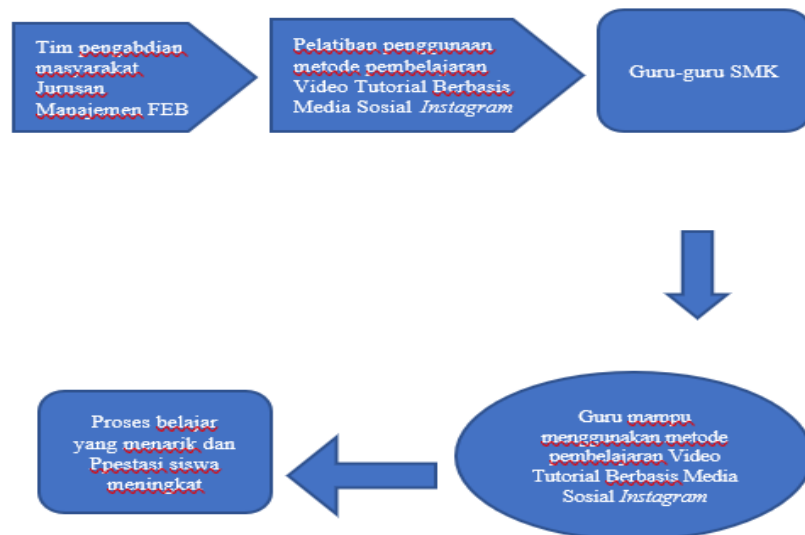 Tim pengabdian
masyarakat
Jurusan
Manajemen FEB
Pelatihan penggunaan
metode pembelajaran
Video Tutorial Berbasis
Media Sosial Instagram
Guru-guru SMK
Guru mampu
menggunakan metode
pembelajaran Video
Tutorial Berbasis Media
Sosial Instagram
Proses belajar
yang menarik dan
Ppestasi siswa
meningkat